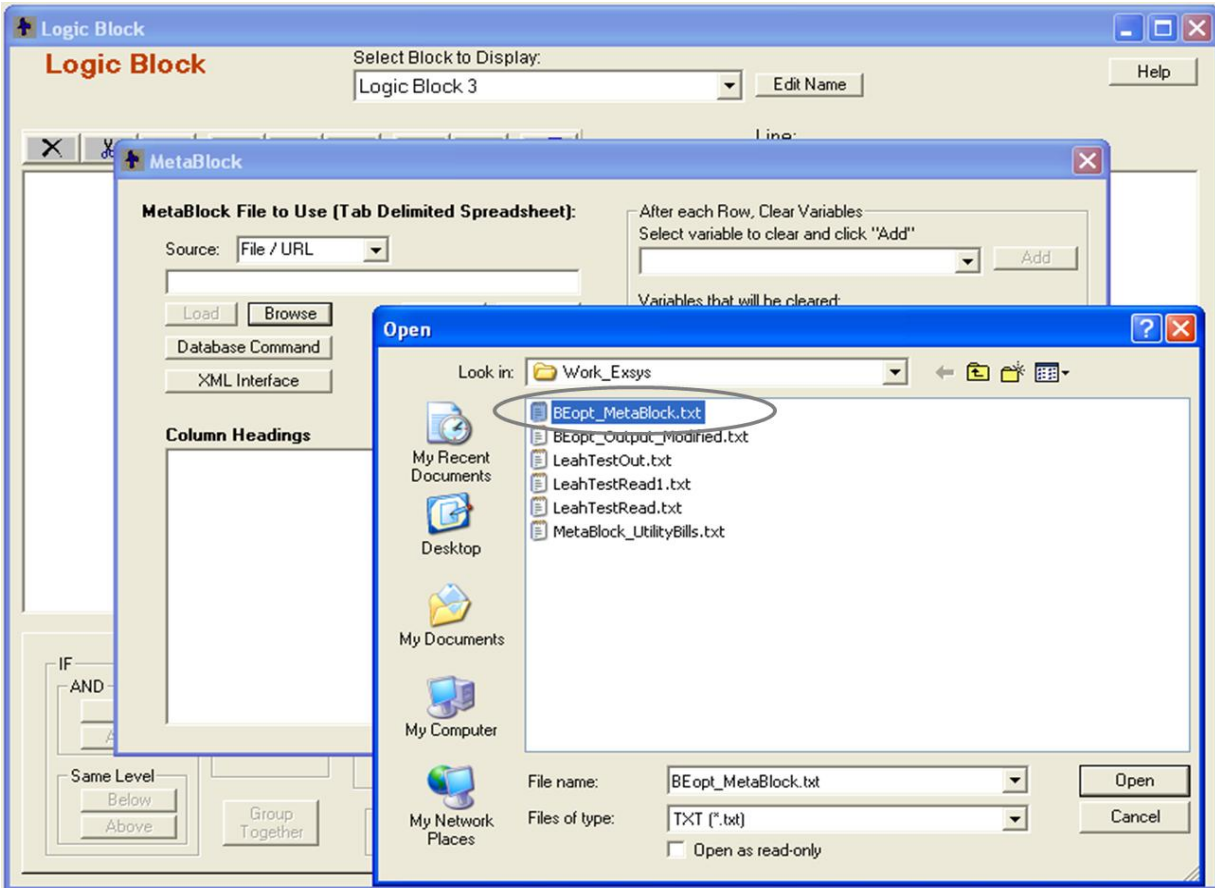 Logic Block
Logic Block
Select Block to Display:
Logic Block 3
Edit Name
Help
Line:
MetaBlock
MetaBlock File to Use (Tab Delimited Spreadsheet):
Source: File / URL
Load Browse
Database Command
XML Interface
Column Headings
After each Row, Clear Variables
Select variable to clear and click "Add"
Add
Variables that will be cleared:
Open
Look in: Work_Exsys
My Recent
Documents
Desktop
My Documents
My Computer
My Network
Places
BEopt_MetaBlock.txt
BEopt_Output_Modified.txt
LeahTestOut.txt
LeahTestRead1.txt
LeahTestRead.txt
MetaBlock_UtilityBills.txt
File name: BEopt_MetaBlock.txt Open
Files of type: TXT (*.txt) Cancel
Open as read-only
IF
AND
Same Level
Below
Above
Group
Together